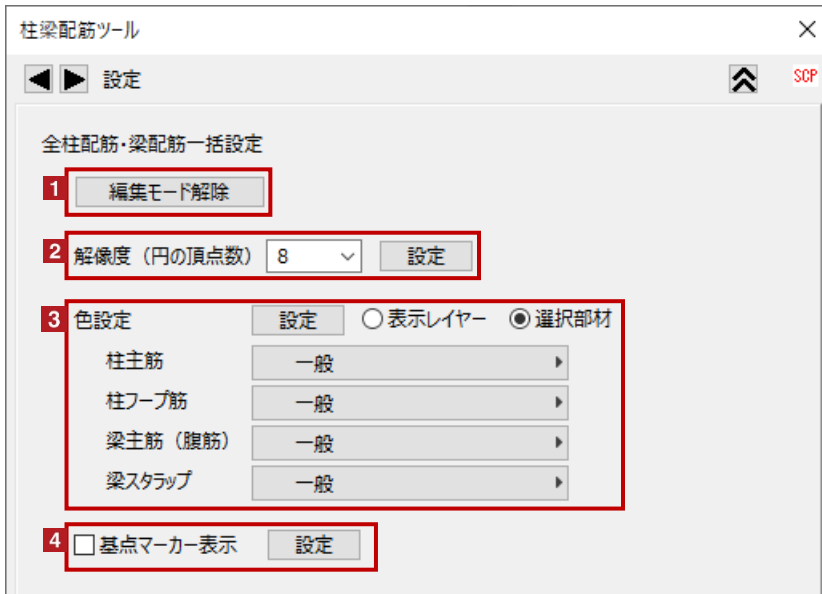 柱梁配筋ツール
設定
SCP
全柱配筋・梁配筋一括設定
1 編集モード解除
2 解像度（円の頂点数） 8 設定
3 色設定 設定 表示レイヤー 選択部材
柱主筋 一般
柱フープ筋 一般
梁主筋（腹筋） 一般
梁スタラップ 一般
4 基点マーカー表示 設定